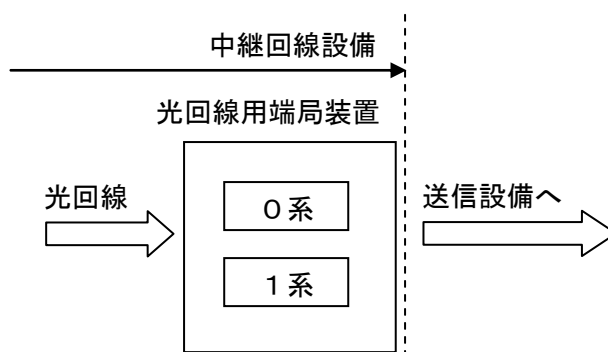 中継回線設備
光回線用端局装置
光回線
０系
１系
送信設備へ